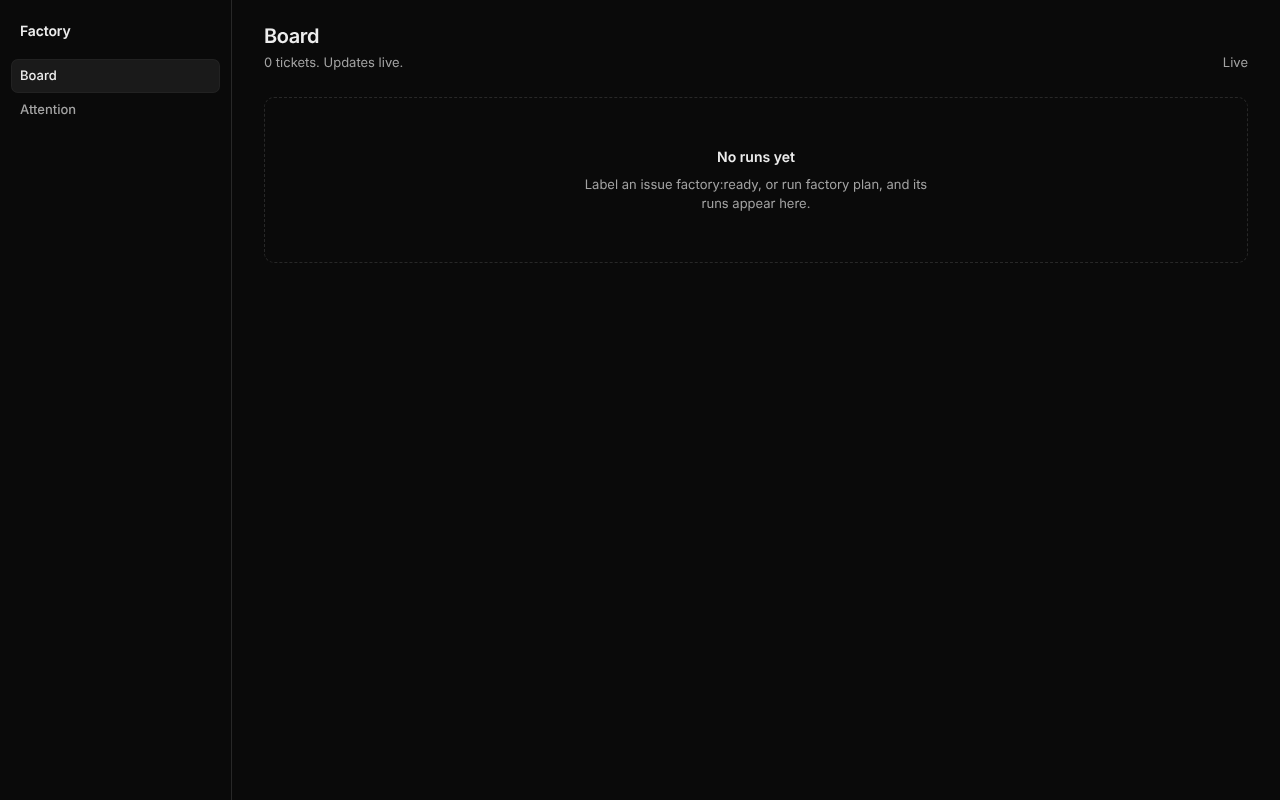 Factory
Board
Attention
Board
0 tickets. Updates live.
Live
No runs yet
Label an issue factory:ready, or run factory plan, and its
runs appear here.